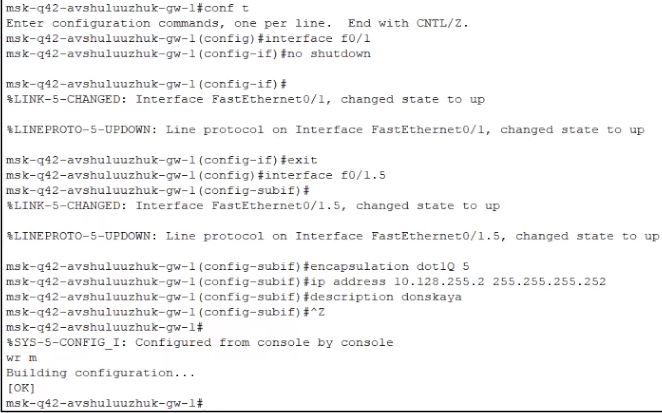 msk-q42-avshuluuzhuk-gw-1#conf t
Enter configuration commands, one per line.  End with CNTL/Z.
msk-q42-avshuluuzhuk-gw-1(config)#interface f0/1
msk-q42-avshuluuzhuk-gw-1(config-if)#no shutdown

msk-q42-avshuluuzhuk-gw-1(config-if)#
%LINK-5-CHANGED: Interface FastEthernet0/1, changed state to up

%LINEPROTO-5-UPDOWN: Line protocol on Interface FastEthernet0/1, changed state to up

msk-q42-avshuluuzhuk-gw-1(config-if)#exit
msk-q42-avshuluuzhuk-gw-1(config)#interface f0/1.5
msk-q42-avshuluuzhuk-gw-1(config-subif)#
%LINK-5-CHANGED: Interface FastEthernet0/1.5, changed state to up

%LINEPROTO-5-UPDOWN: Line protocol on Interface FastEthernet0/1.5, changed state to up

msk-q42-avshuluuzhuk-gw-1(config-subif)#encapsulation dot1Q 5
msk-q42-avshuluuzhuk-gw-1(config-subif)#ip address 10.128.255.2 255.255.255.252
msk-q42-avshuluuzhuk-gw-1(config-subif)#description donskaya
msk-q42-avshuluuzhuk-gw-1(config-subif)#^Z
msk-q42-avshuluuzhuk-gw-1#
%SYS-5-CONFIG_I: Configured from console by console
wr m
Building configuration...
[OK]
msk-q42-avshuluuzhuk-gw-1#